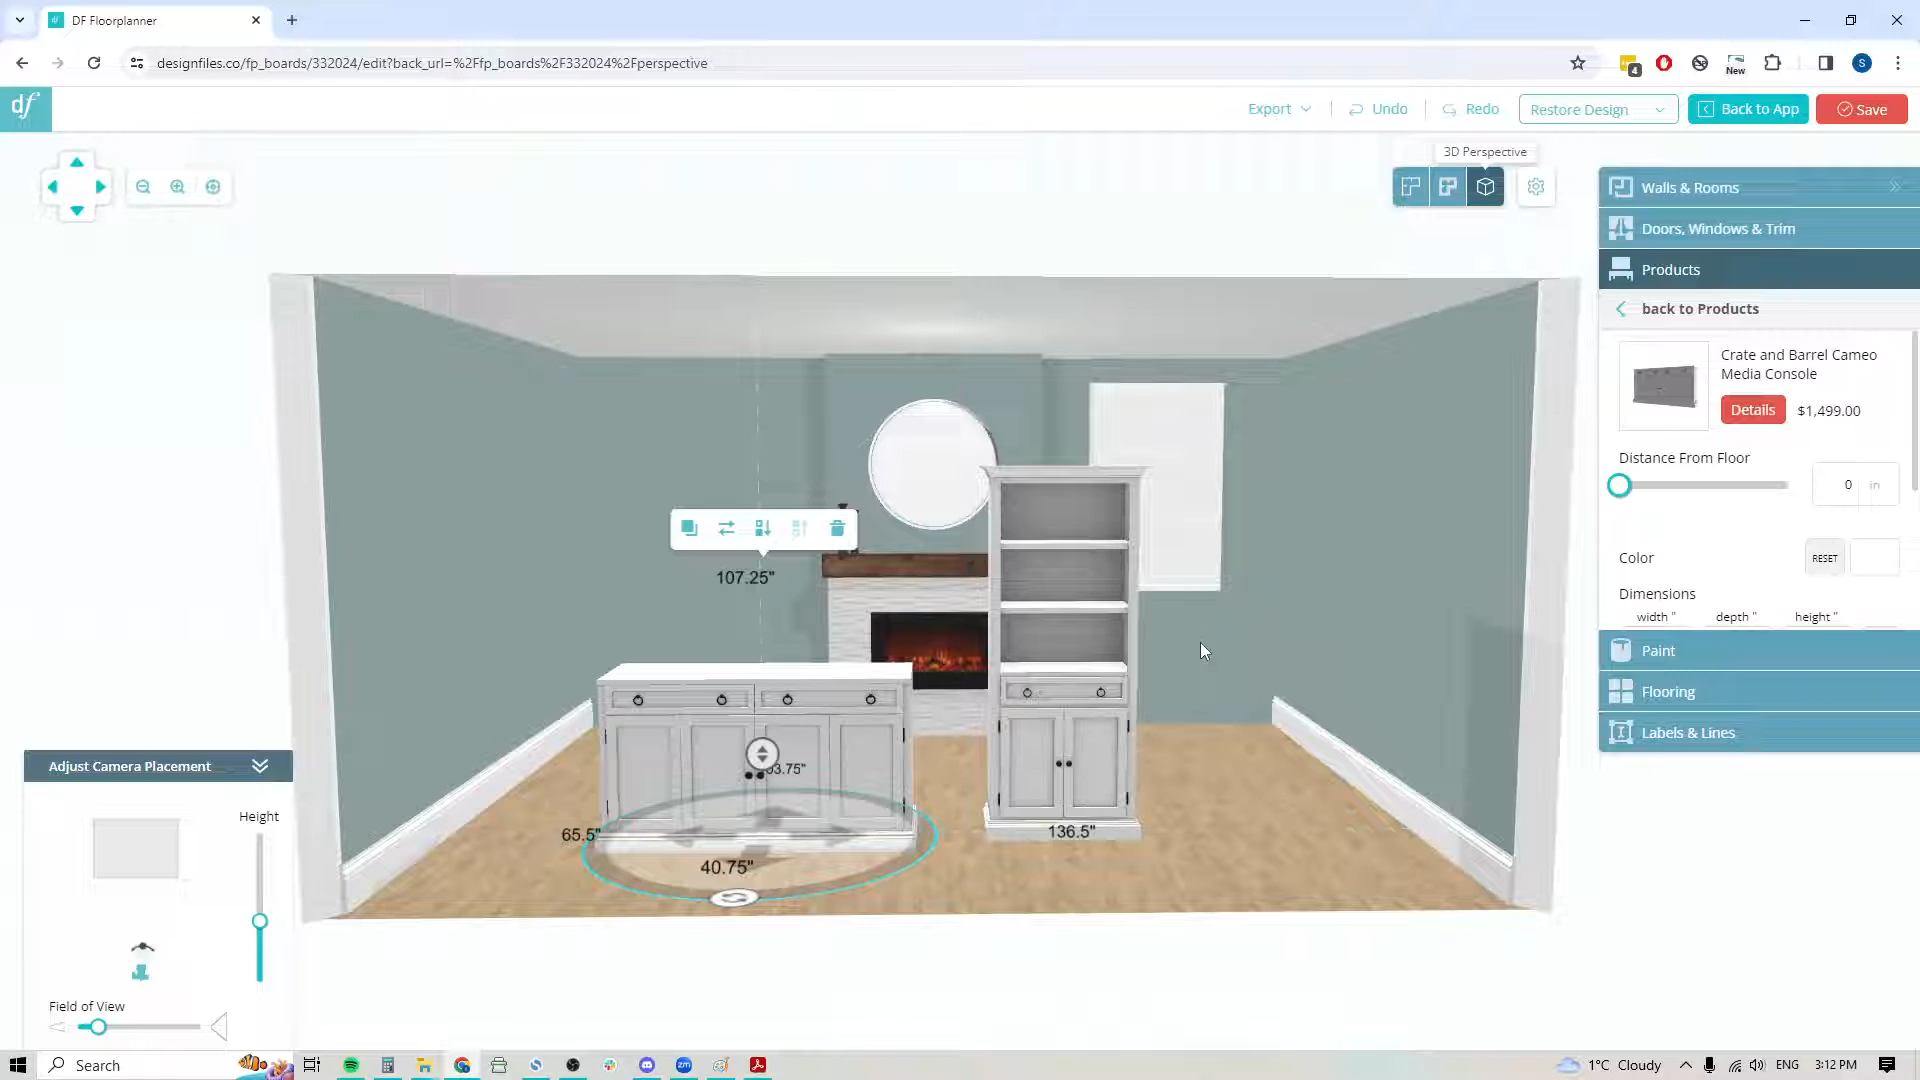 DF Floorplanner
designfiles.co/fp_boards/332024/edit?back_url=%2Ffp_boards%2F332024%2Fperspective
4
New
S
df
Export
Undo
Redo
Restore Design
Back to App
Save
3D Perspective
Walls & Rooms
Doors, Windows & Trim
Products
back to Products
Crate and Barrel Cameo
Media Console
Details
$1,499.00
Distance From Floor
0
in
Color
RESET
Dimensions
width "
depth "
height "
Paint
Flooring
Labels & Lines
107.25"
65.5"
40.75"
136.5"
Adjust Camera Placement
Height
Field of View
Search
1°C Cloudy
ENG
3:12 PM